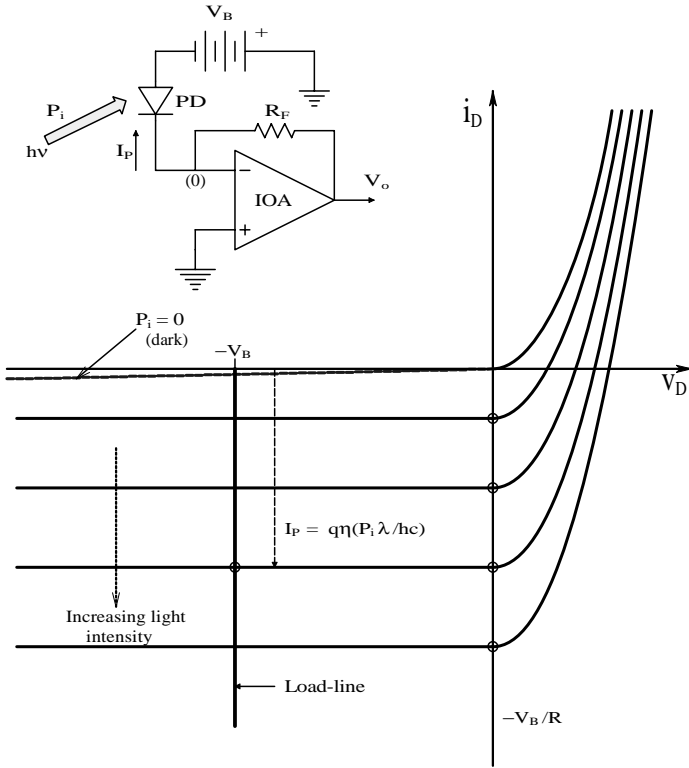 V_B
+
P_i
PD
R_F
hν
I_P
(0)
−
IOA
V_o
+
i_D
P_i = 0
(dark)
−V_B
V_D
I_P = qη(P_i λ/hc)
Increasing light
intensity
Load-line
−V_B/R